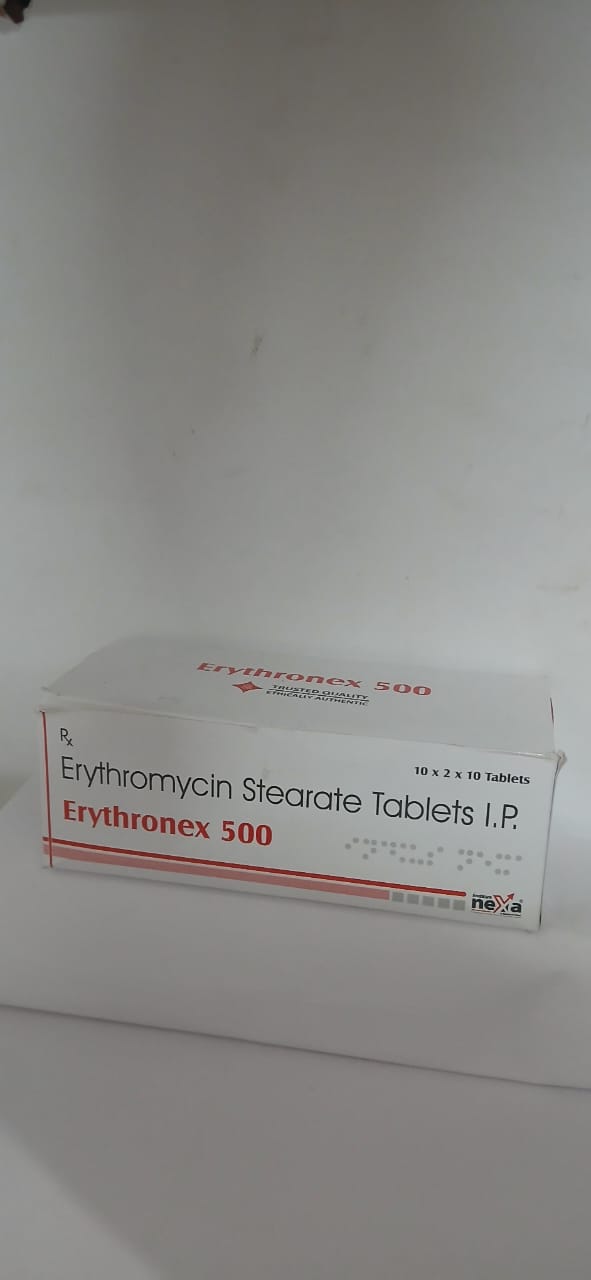 Erythronex 500
TRUSTED QUALITY
ETHICALLY AUTHENTIC
Rx
10 x 2 x 10 Tablets
Erythromycin Stearate Tablets I.P.
Erythronex 500
nexa